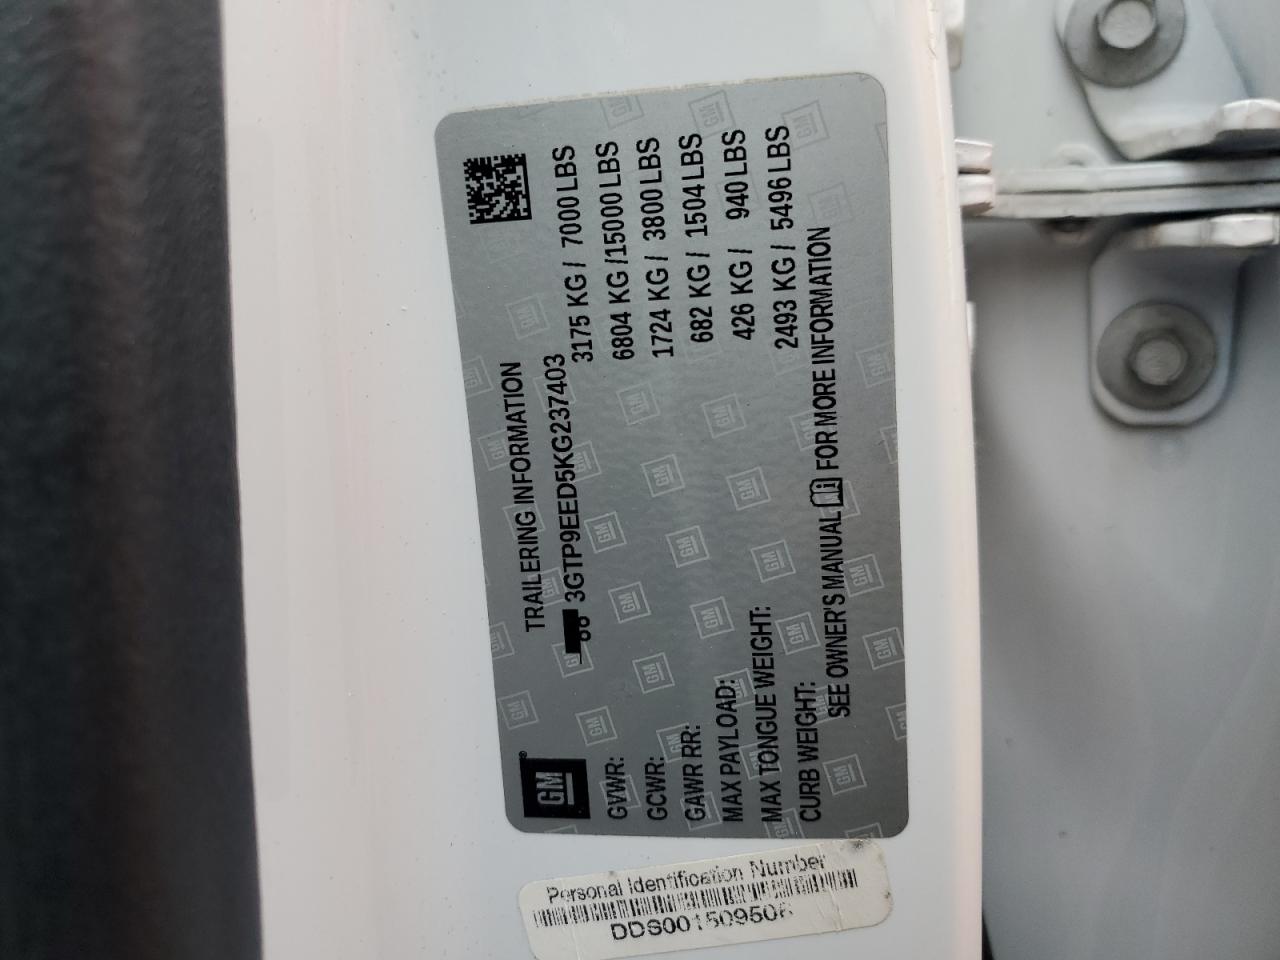 GM®
TRAILERING INFORMATION
3GTP9EED5KG237403
GVWR: 3175 KG / 7000 LBS
GCWR: 6804 KG /15000 LBS
GAWR RR: 1724 KG / 3800 LBS
MAX PAYLOAD: 682 KG / 1504 LBS
MAX TONGUE WEIGHT: 426 KG / 940 LBS
CURB WEIGHT: 2493 KG / 5496 LBS
SEE OWNER'S MANUAL FOR MORE INFORMATION
Personal Identification Number